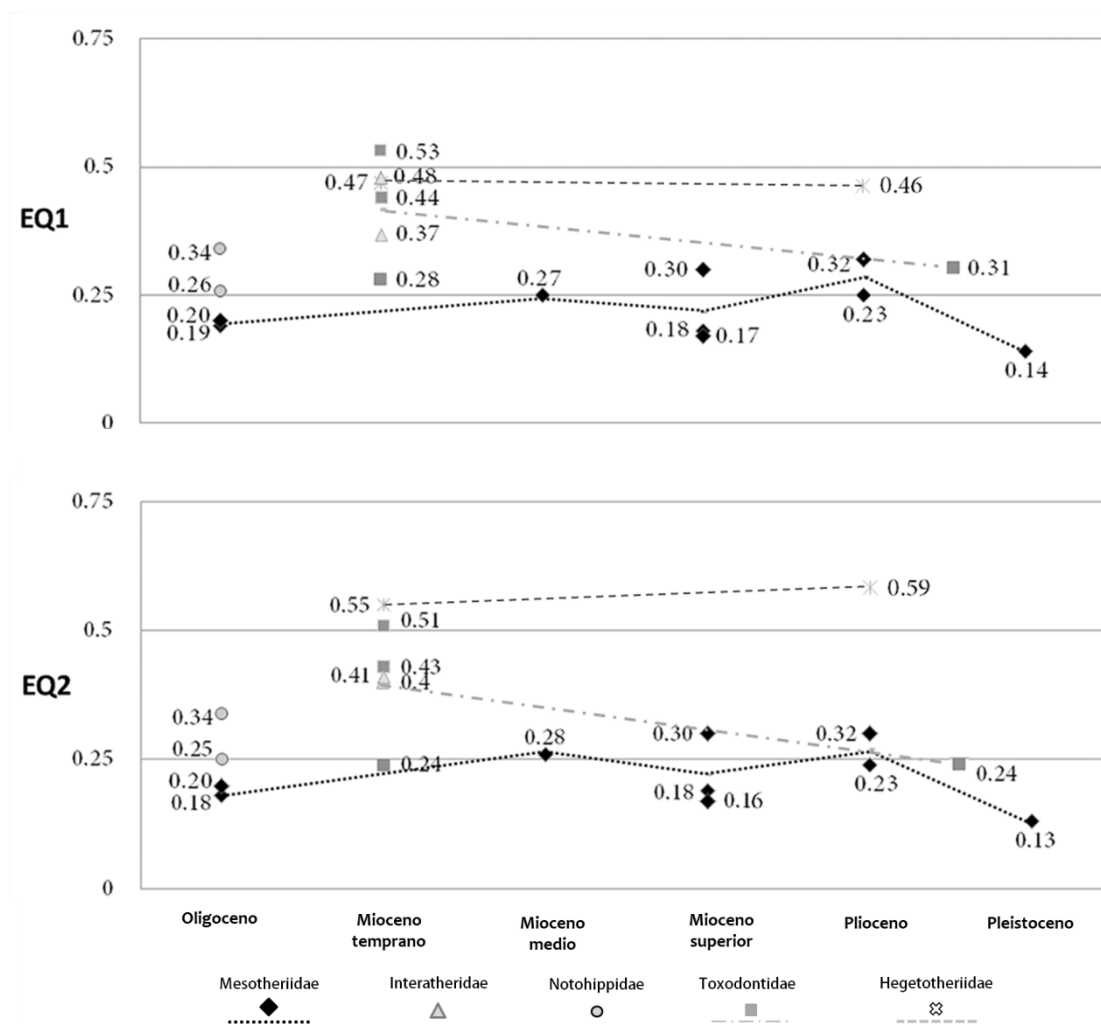 0.75
0.53
0.5
0.47
0.48
0.44
EQ1
0.37
0.34
0.26
0.28
0.27
0.30
0.32
0.46
0.31
0.25
0.20
0.19
0.18
0.17
0.23
0.14
0
0.75
0.55
0.59
0.51
0.5
0.43
0.41
0.4
EQ2
0.34
0.25
0.28
0.30
0.32
0.25
0.24
0.24
0.20
0.18
0.18
0.16
0.23
0.13
0
Oligoceno
Mioceno
temprano
Mioceno
medio
Mioceno
superior
Plioceno
Pleistoceno
Mesotheriidae
Interatheridae
Notohippidae
Toxodontidae
Hegetotheriidae